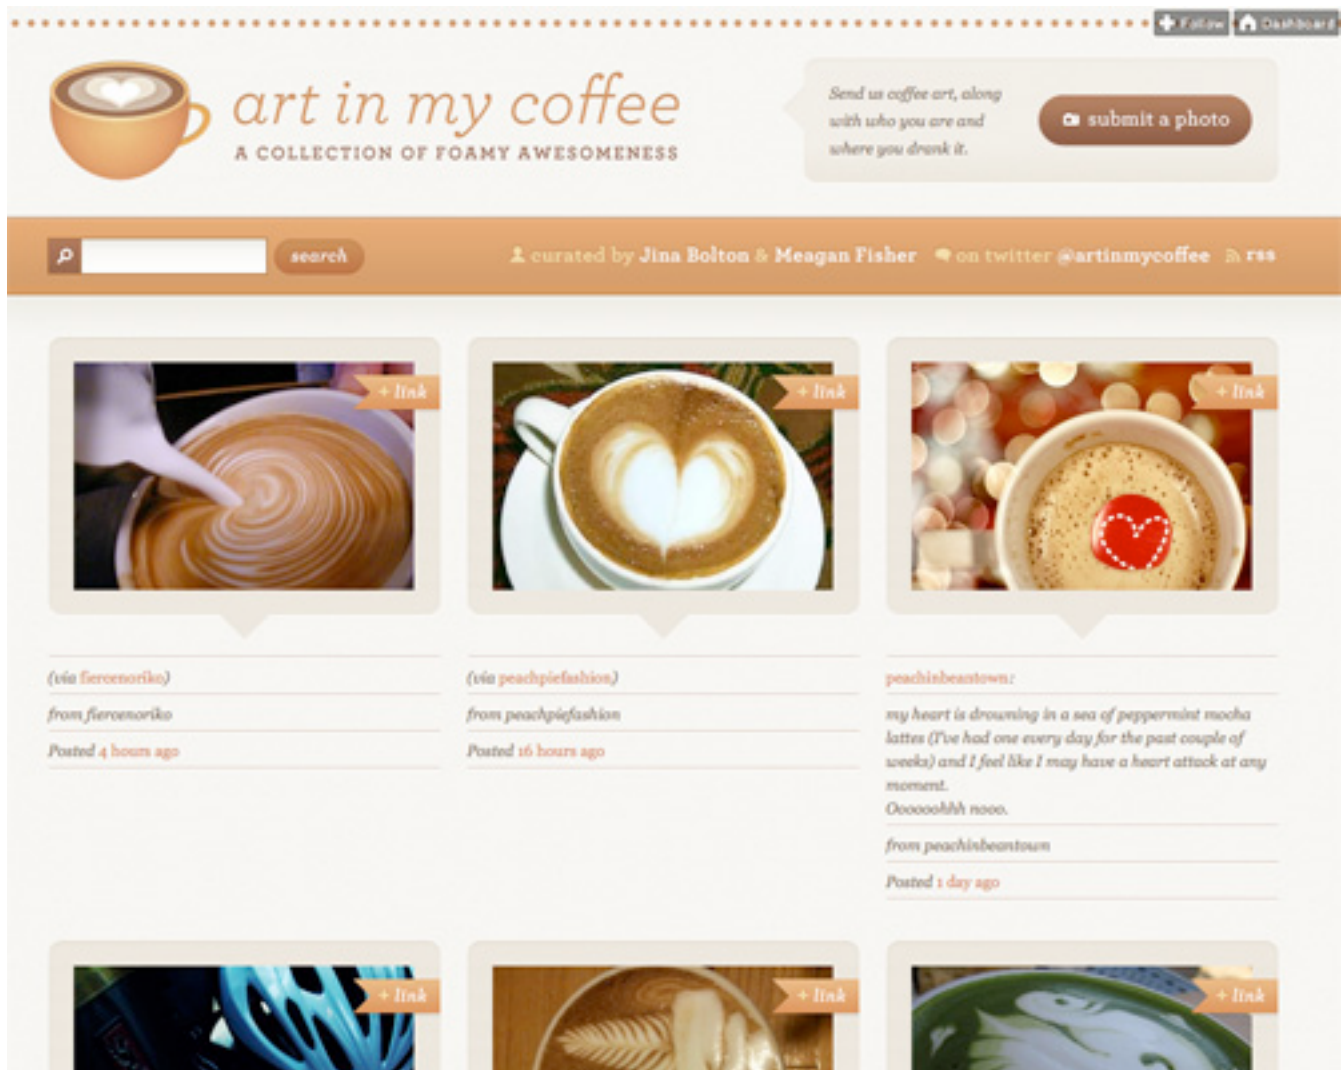 Follow Dashboard
art in my coffee
A COLLECTION OF FOAMY AWESOMENESS
Send us coffee art, along
with who you are and
where you drank it.
submit a photo
search
curated by Jina Bolton & Meagan Fisher on twitter @artinmycoffee rss
+ link
+ link
+ link
(via fiercenoriko)
from fiercenoriko
Posted 4 hours ago
(via peachpiefashion)
from peachpiefashion
Posted 16 hours ago
peachinbeantown:
my heart is drowning in a sea of peppermint mocha
lattes (I've had one every day for the past couple of
weeks) and I feel like I may have a heart attack at any
moment.
Oooooohhh nooo.
from peachinbeantown
Posted 1 day ago
+ link
+ link
+ link